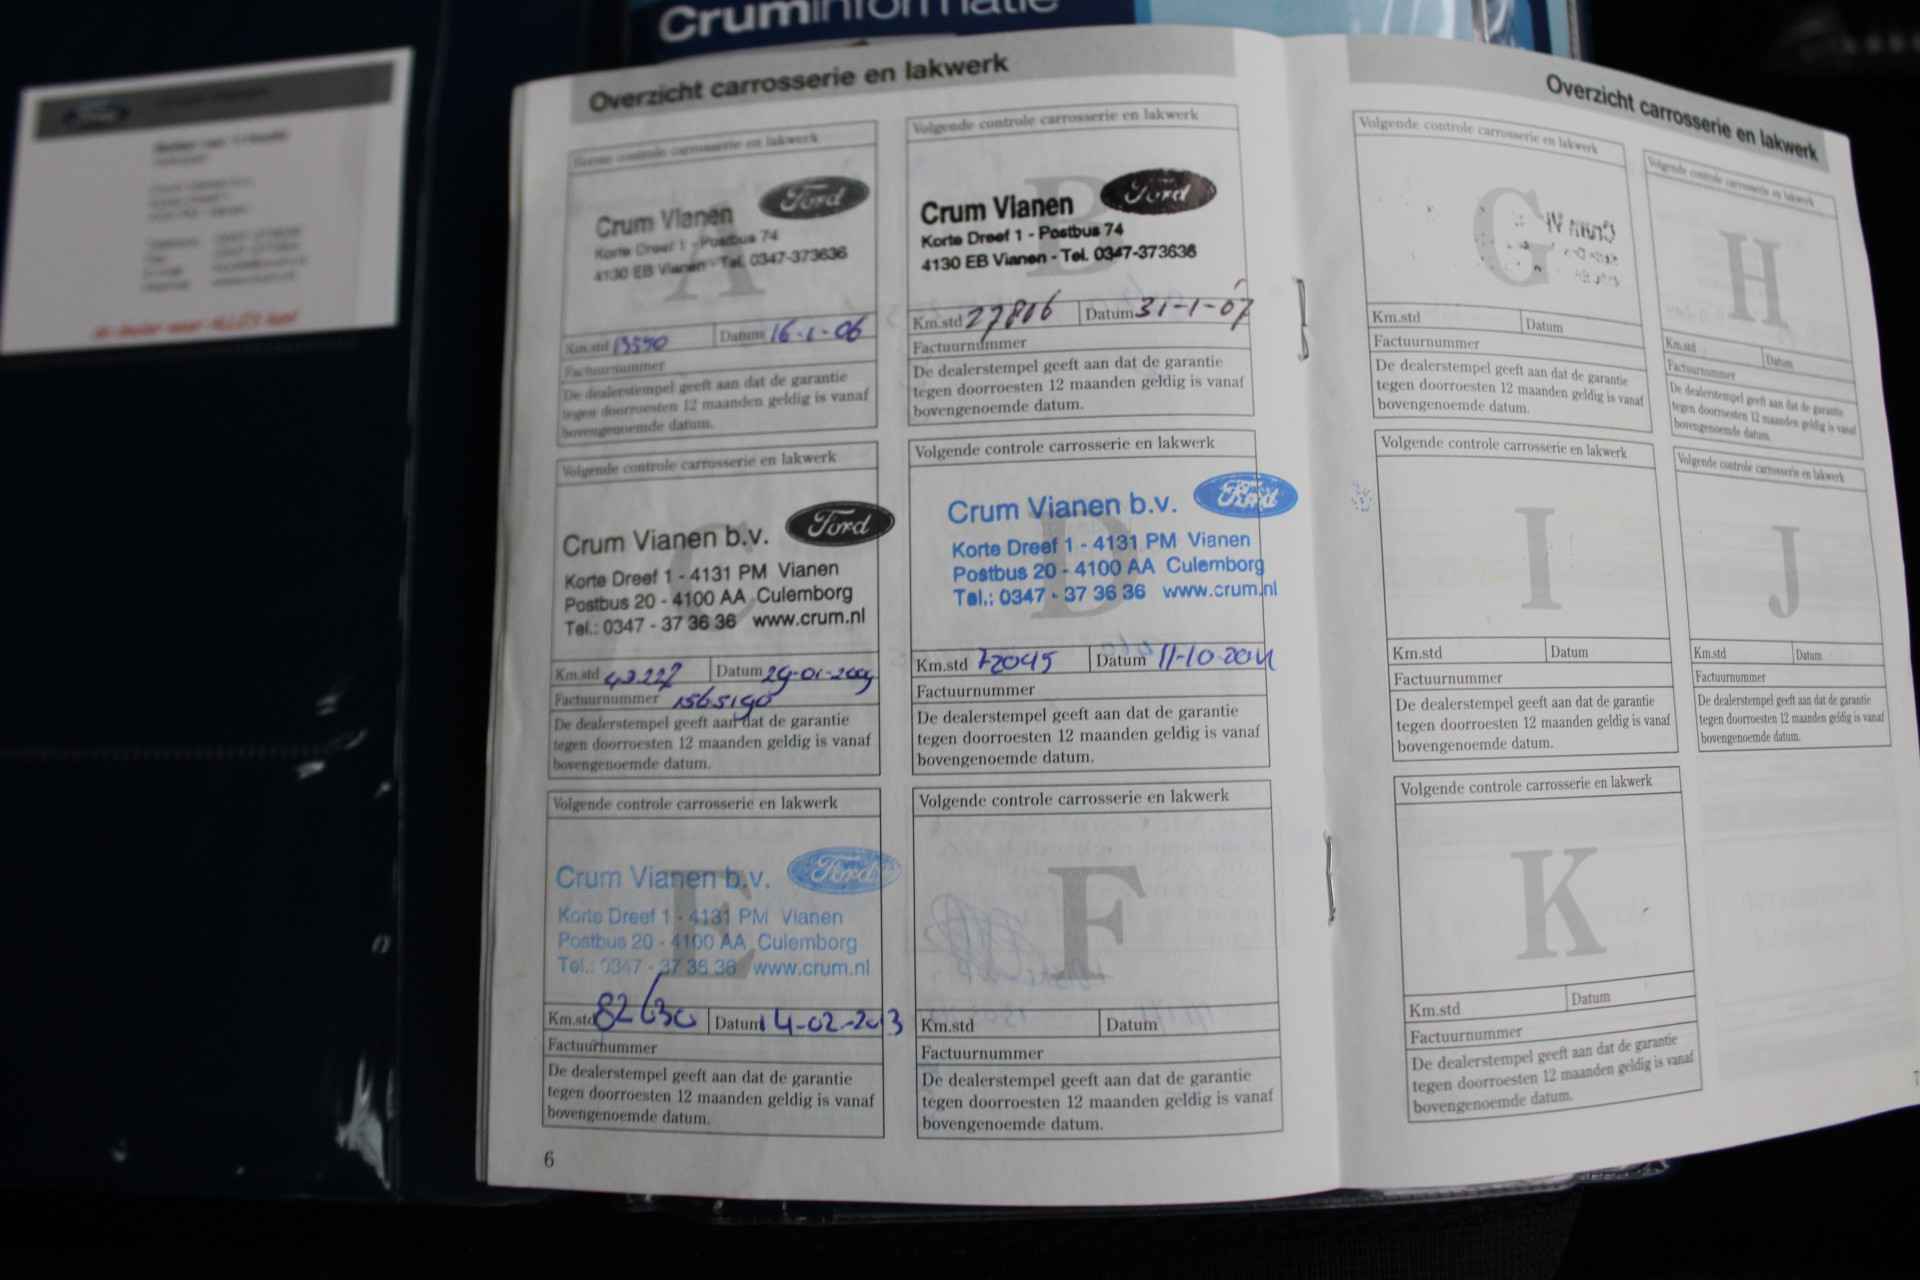 Cruminformatie
Ford
Overzicht carrosserie en lakwerk
Eerste controle carrosserie en lakwerk
A
Crum Vianen
Ford
Korte Dreef 1 - Postbus 74
4130 EB Vianen - Tel. 0347-373636
Km.std 13590
Datum 16-1-06
Factuurnummer
De dealerstempel geeft aan dat de garantie
tegen doorroesten 12 maanden geldig is vanaf
bovengenoemde datum.
Volgende controle carrosserie en lakwerk
B
Crum Vianen
Ford
Korte Dreef 1 - Postbus 74
4130 EB Vianen - Tel. 0347-373636
Km.std 27816
Datum 31-1-07
Factuurnummer
De dealerstempel geeft aan dat de garantie
tegen doorroesten 12 maanden geldig is vanaf
bovengenoemde datum.
Volgende controle carrosserie en lakwerk
C
Crum Vianen b.v.
Ford
Korte Dreef 1 - 4131 PM Vianen
Postbus 20 - 4100 AA Culemborg
Tel.: 0347 - 37 36 36 www.crum.nl
Km.std
Datum 29-01-2009
Factuurnummer 1565190
De dealerstempel geeft aan dat de garantie
tegen doorroesten 12 maanden geldig is vanaf
bovengenoemde datum.
Volgende controle carrosserie en lakwerk
D
Crum Vianen b.v.
Ford
Korte Dreef 1 - 4131 PM Vianen
Postbus 20 - 4100 AA Culemborg
Tel.: 0347 - 37 36 36 www.crum.nl
Km.std 72045
Datum 11-10-2011
Factuurnummer
De dealerstempel geeft aan dat de garantie
tegen doorroesten 12 maanden geldig is vanaf
bovengenoemde datum.
Volgende controle carrosserie en lakwerk
E
Crum Vianen b.v.
Ford
Korte Dreef 1 - 4131 PM Vianen
Postbus 20 - 4100 AA Culemborg
Tel.: 0347 - 37 36 36 www.crum.nl
Km.std 82630
Datum 14-02-2013
Factuurnummer
De dealerstempel geeft aan dat de garantie
tegen doorroesten 12 maanden geldig is vanaf
bovengenoemde datum.
Volgende controle carrosserie en lakwerk
F
Km.std
Datum
Factuurnummer
De dealerstempel geeft aan dat de garantie
tegen doorroesten 12 maanden geldig is vanaf
bovengenoemde datum.
6
Overzicht carrosserie en lakwerk
Volgende controle carrosserie en lakwerk
G
Km.std
Datum
Factuurnummer
De dealerstempel geeft aan dat de garantie
tegen doorroesten 12 maanden geldig is vanaf
bovengenoemde datum.
Volgende controle carrosserie en lakwerk
H
Km.std
Datum
Factuurnummer
De dealerstempel geeft aan dat de garantie
tegen doorroesten 12 maanden geldig is vanaf
bovengenoemde datum.
Volgende controle carrosserie en lakwerk
I
Km.std
Datum
Factuurnummer
De dealerstempel geeft aan dat de garantie
tegen doorroesten 12 maanden geldig is vanaf
bovengenoemde datum.
Volgende controle carrosserie en lakwerk
J
Km.std
Datum
Factuurnummer
De dealerstempel geeft aan dat de garantie
tegen doorroesten 12 maanden geldig is vanaf
bovengenoemde datum.
Volgende controle carrosserie en lakwerk
K
Km.std
Datum
Factuurnummer
De dealerstempel geeft aan dat de garantie
tegen doorroesten 12 maanden geldig is vanaf
bovengenoemde datum.
7